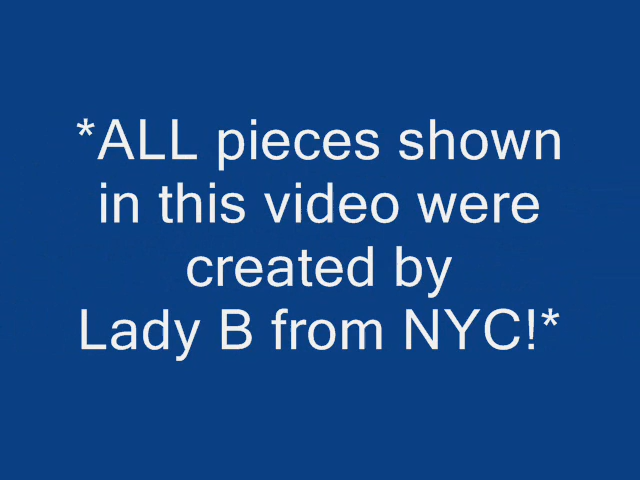 *ALL pieces shown
in this video were
created by
Lady B from NYC!*